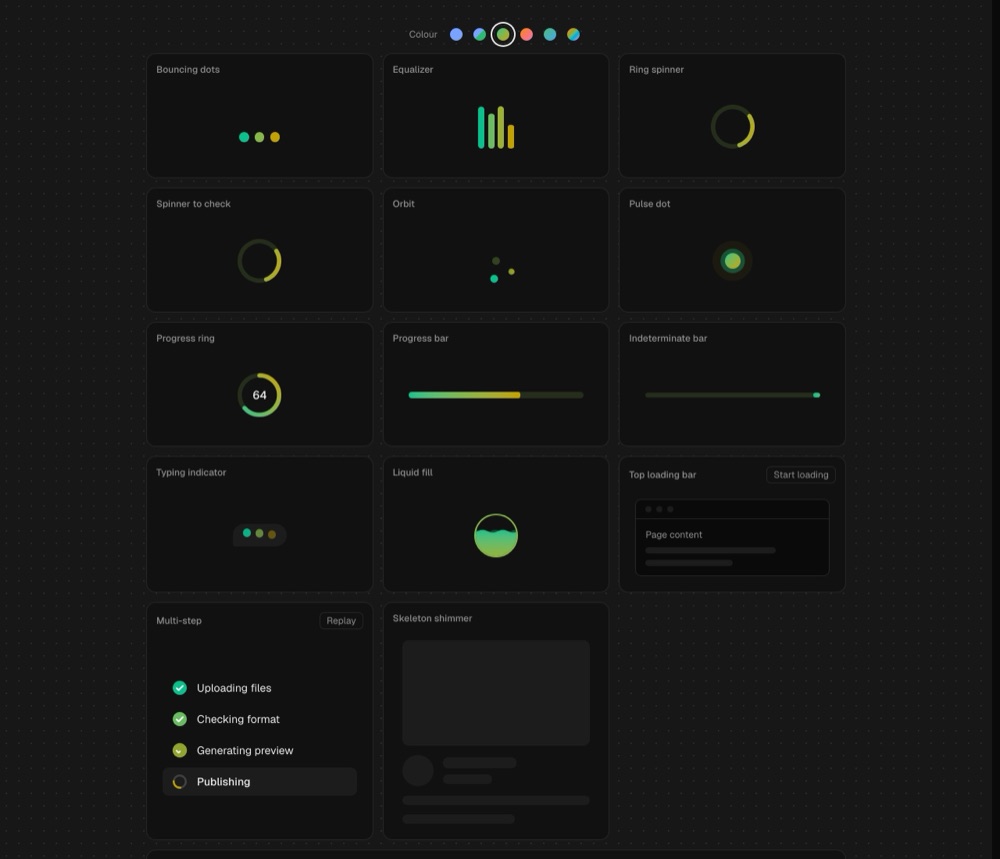 Colour
Bouncing dots
Equalizer
Ring spinner
Spinner to check
Orbit
Pulse dot
Progress ring
64
Progress bar
Indeterminate bar
Typing indicator
Liquid fill
Top loading bar
Start loading
Page content
Multi-step
Replay
Uploading files
Checking format
Generating preview
Publishing
Skeleton shimmer